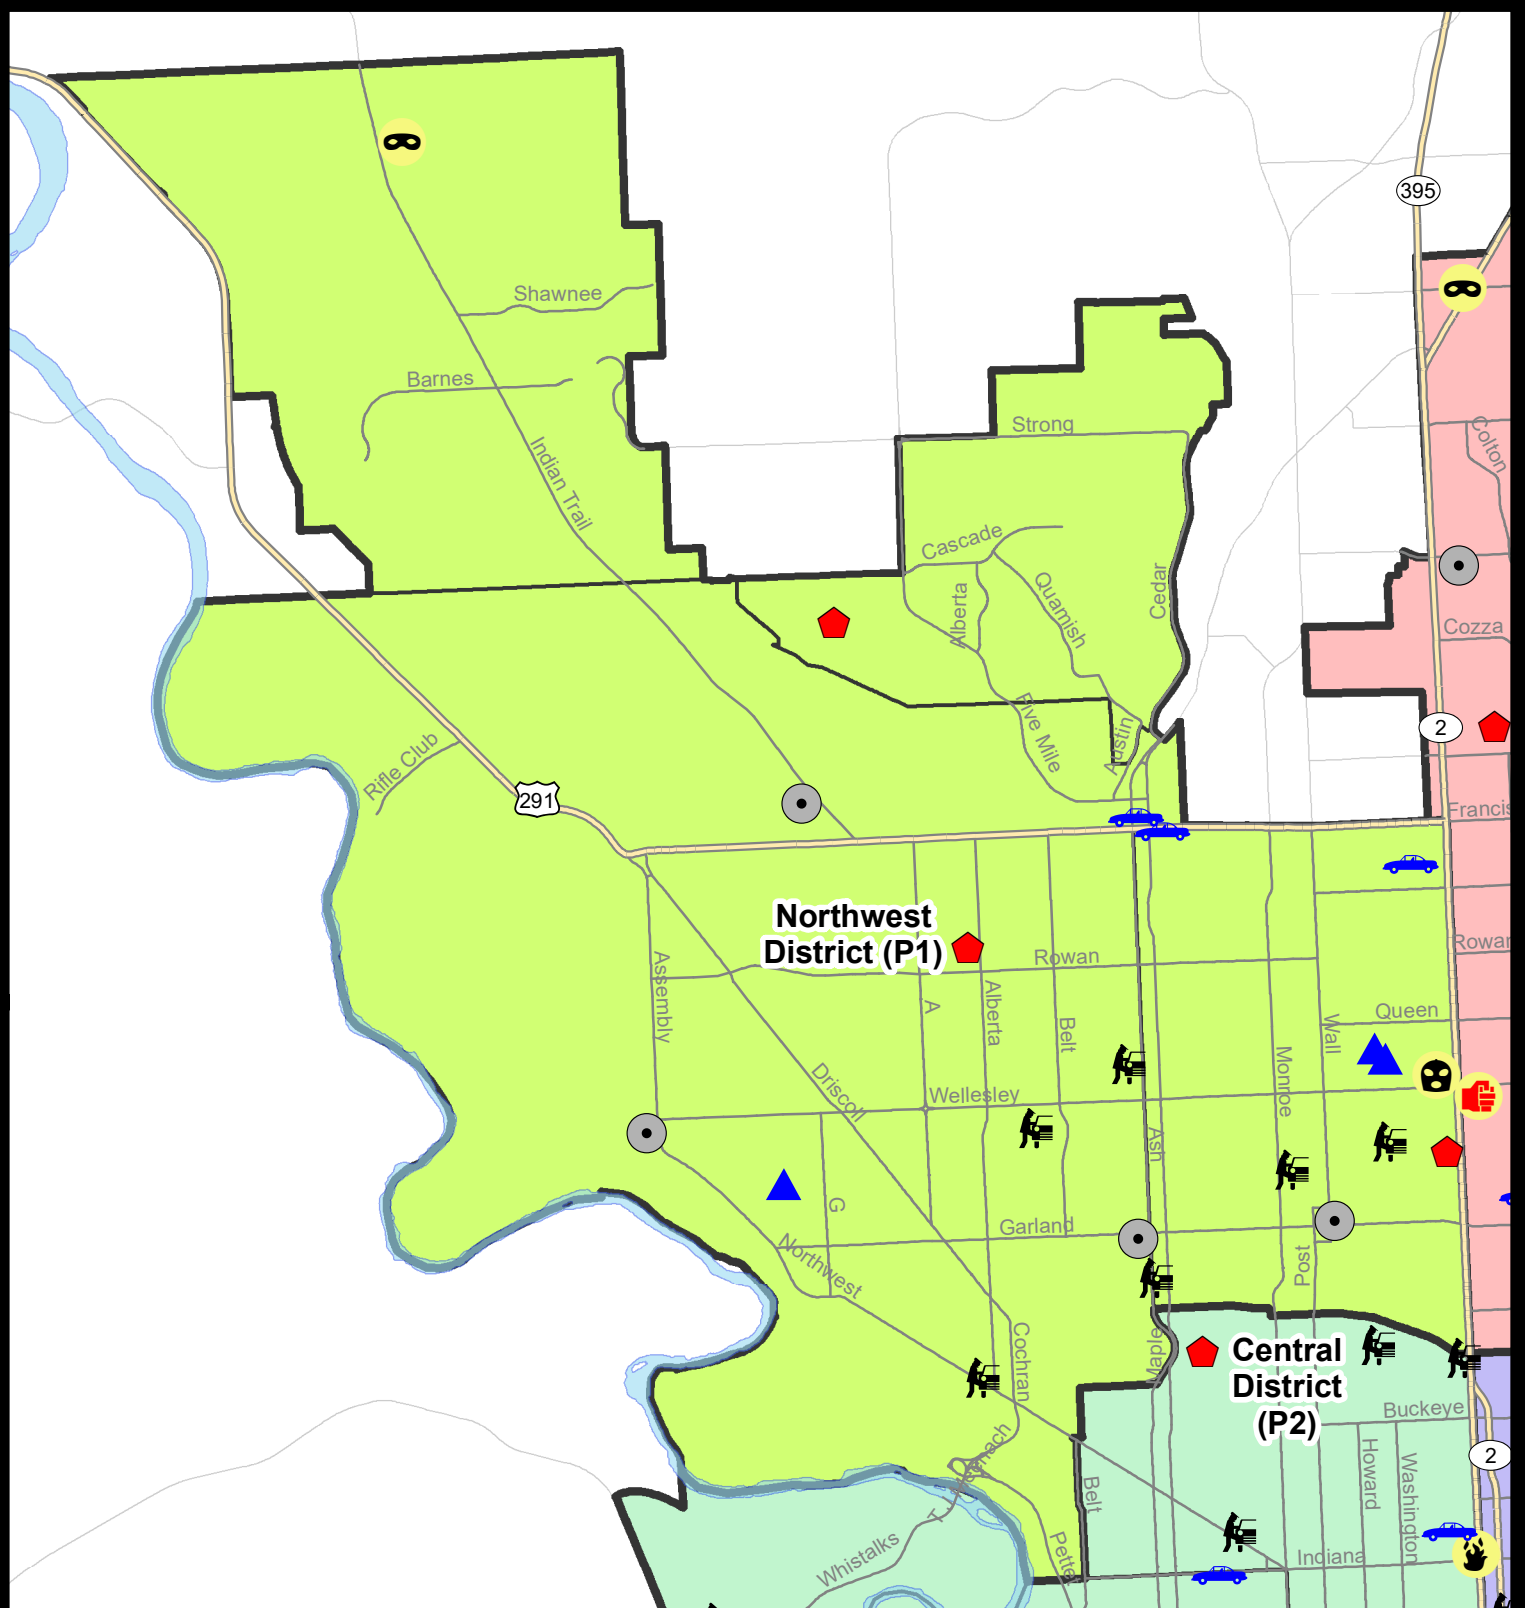 395
Shawnee
Barnes
Strong
Colton
Indian Trail
Cascade
Alberta
Quamish
Cedar
Cozza
Five Mile
Austin
2
Rifle Club
291
Francis
Northwest
District (P1)
Rowan
Rowan
Assembly
A
Alberta
Belt
Queen
Wall
Monroe
Driscoll
Wellesley
Ash
G
Garland
Northwest
Post
Cochran
Maple
Central
District
(P2)
Buckeye
Howard
Washington
2
Belt
Whistalks
Pettet
Indiana